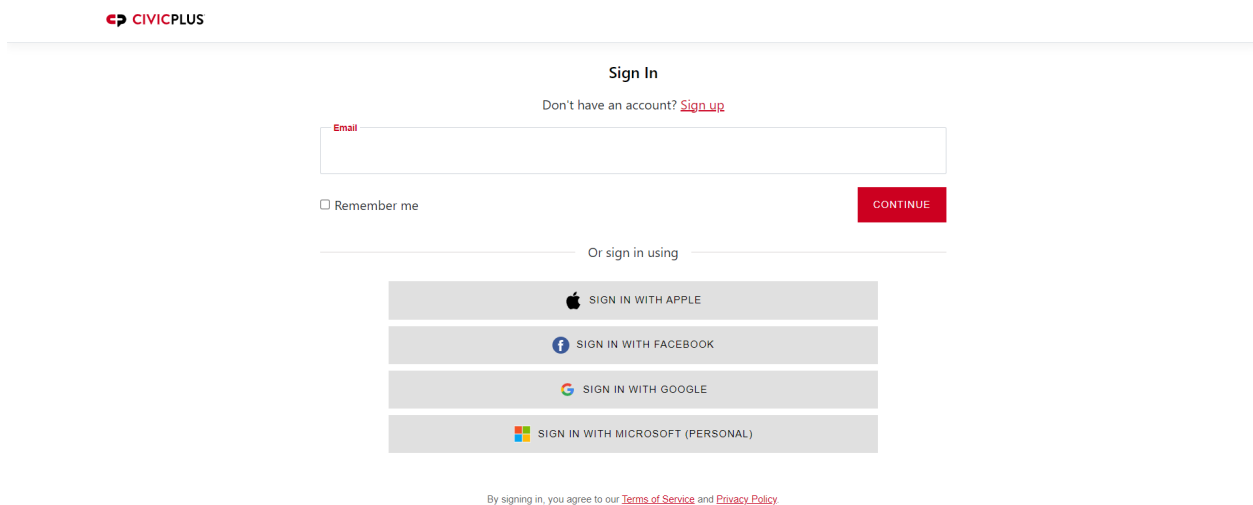 CIVICPLUS
Sign In
Don't have an account? Sign up
Email
Remember me
CONTINUE
Or sign in using
SIGN IN WITH APPLE
SIGN IN WITH FACEBOOK
SIGN IN WITH GOOGLE
SIGN IN WITH MICROSOFT (PERSONAL)
By signing in, you agree to our Terms of Service and Privacy Policy.